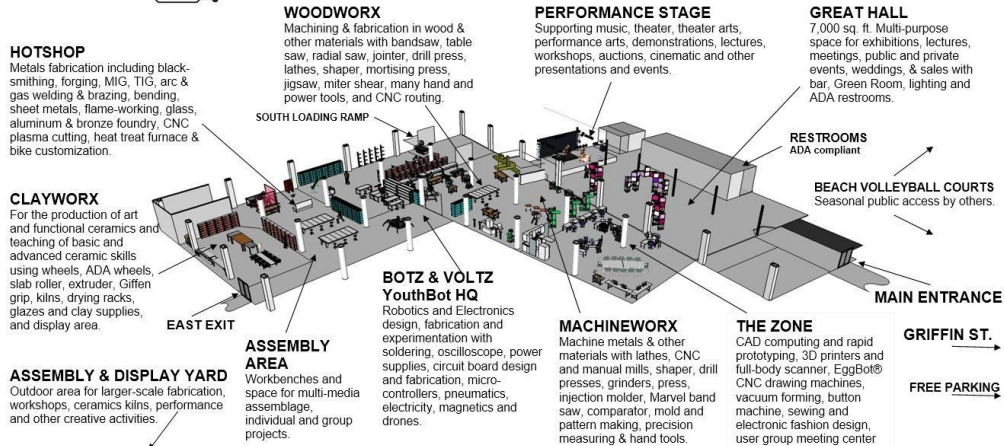 HOTSHOP
Metals fabrication including black-
smithing, forging, MIG, TIG, arc &
gas welding & brazing, bending,
sheet metals, flame-working, glass,
aluminum & bronze foundry, CNC
plasma cutting, heat treat furnace &
bike customization.
WOODWORX
Machining & fabrication in wood &
other materials with bandsaw, table
saw, radial saw, jointer, drill press,
lathes, shaper, mortising press,
jigsaw, miter shear, many hand and
power tools, and CNC routing.
SOUTH LOADING RAMP
PERFORMANCE STAGE
Supporting music, theater, theater arts,
performance arts, demonstrations, lectures,
workshops, auctions, cinematic and other
presentations and events.
GREAT HALL
7,000 sq. ft. Multi-purpose
space for exhibitions, lectures,
meetings, public and private
events, weddings, & sales with
bar, Green Room, lighting and
ADA restrooms.
RESTROOMS
ADA compliant
BEACH VOLLEYBALL COURTS
Seasonal public access by others.
CLAYWORX
For the production of art
and functional ceramics and
teaching of basic and
advanced ceramic skills
using wheels, ADA wheels,
slab roller, extruder, Giffen
grip, kilns, drying racks,
glazes and clay supplies,
and display area.
EAST EXIT
ASSEMBLY & DISPLAY YARD
Outdoor area for larger-scale fabrication,
workshops, ceramics kilns, performance
and other creative activities.
ASSEMBLY
AREA
Workbenches and
space for multi-media
assemblage,
individual and group
projects.
BOTZ & VOLTZ
YouthBot HQ
Robotics and Electronics
design, fabrication and
experimentation with
soldering, oscilloscope, power
supplies, circuit board design
and fabrication, micro-
controllers, pneumatics,
electricity, magnetics and
drones.
MACHINEWORX
Machine metals & other
materials with lathes, CNC
and manual mills, shaper, drill
presses, grinders, press,
injection molder, Marvel band
saw, comparator, mold and
pattern making, precision
measuring & hand tools.
THE ZONE
CAD computing and rapid
prototyping, 3D printers and
full-body scanner, EggBot®
CNC drawing machines,
vacuum forming, button
machine, sewing and
electronic fashion design,
user group meeting center
MAIN ENTRANCE
GRIFFIN ST.
FREE PARKING